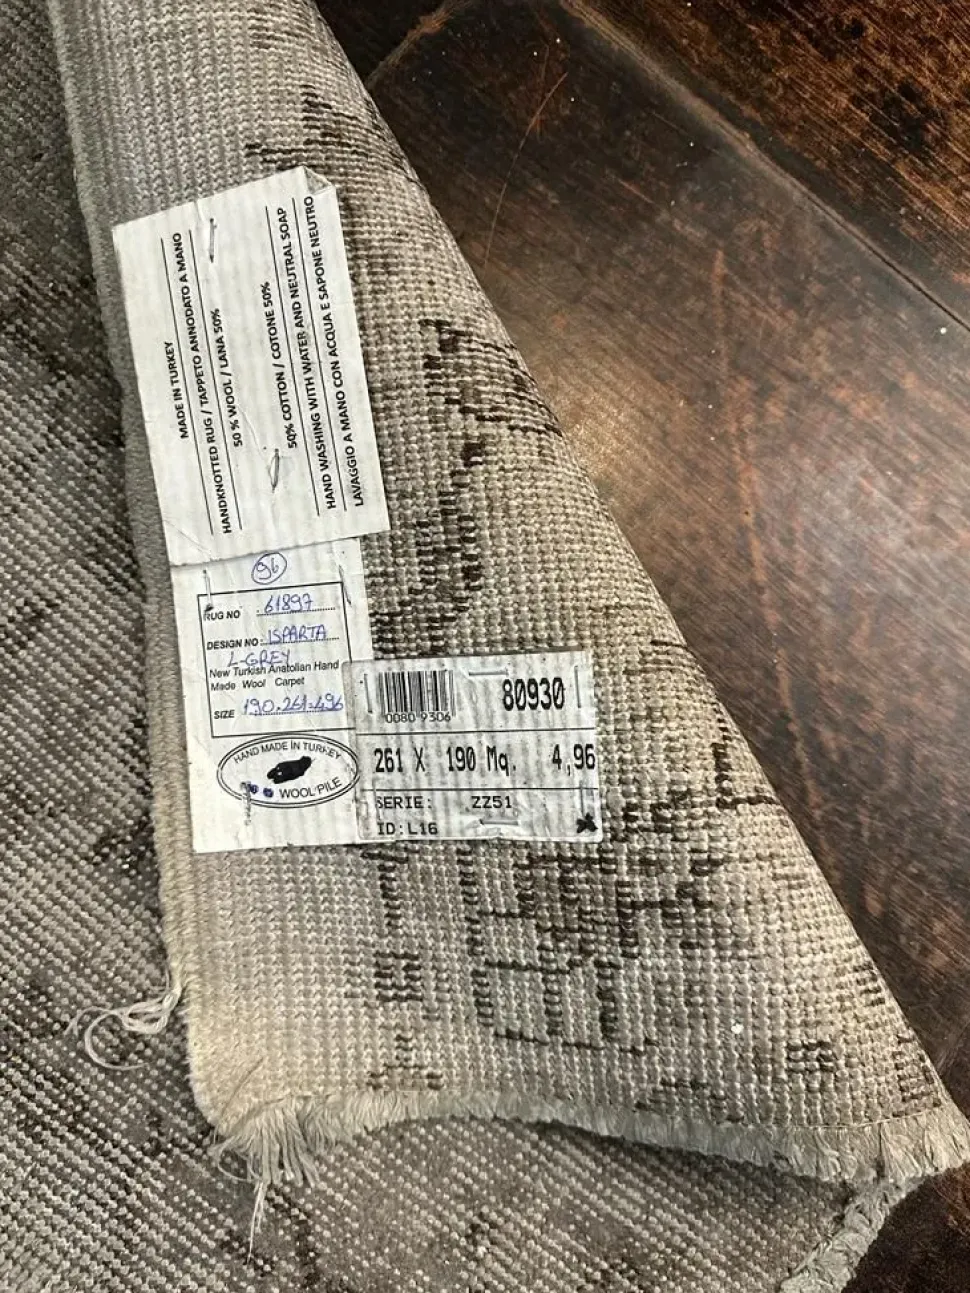 MADE IN TURKEY
HANDKNOTTED RUG / TAPPETO ANNODATO A MANO
50 % WOOL / LANA 50%
50% COTTON / COTONE 50%
HAND WASHING WITH WATER AND NEUTRAL SOAP
LAVAGGIO A MANO CON ACQUA E SAPONE NEUTRO
96
RUG NO : 61897
DESIGN NO : ISPARTA
L-GREY
New Turkish Anatolian Hand
Made Wool Carpet
SIZE 190.261=496
HAND MADE IN TURKEY
WOOL PILE
80930
0080 9306
261 X 190 Mq. 4,96
SERIE: ZZ51
ID:L16